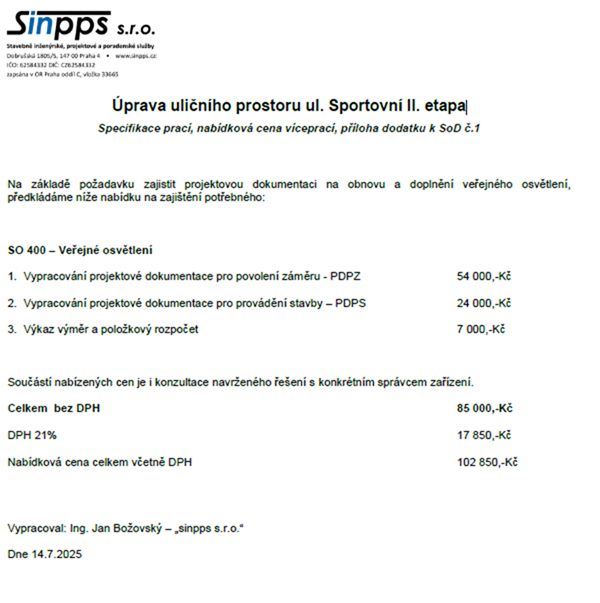 Sinpps s.r.o.
Stavebně inženýrské, projektové a poradenské služby
Dobrušská 1805/5, 147 00 Praha 4 • www.sinpps.cz
IČO: 62584332 DIČ: CZ62584332
zapsána v OR Praha oddíl C, vložka 33665
Úprava uličního prostoru ul. Sportovní II. etapa
Specifikace prací, nabídková cena víceprací, příloha dodatku k SoD č.1
Na základě požadavku zajistit projektovou dokumentaci na obnovu a doplnění veřejného osvětlení,
předkládáme níže nabídku na zajištění potřebného:
SO 400 – Veřejné osvětlení
1. Vypracování projektové dokumentace pro povolení záměru - PDPZ 54 000,-Kč
2. Vypracování projektové dokumentace pro provádění stavby – PDPS 24 000,-Kč
3. Výkaz výměr a položkový rozpočet 7 000,-Kč
Součástí nabízených cen je i konzultace navrženého řešení s konkrétním správcem zařízení.
Celkem bez DPH 85 000,-Kč
DPH 21% 17 850,-Kč
Nabídková cena celkem včetně DPH 102 850,-Kč
Vypracoval: Ing. Jan Božovský – „sinpps s.r.o.“
Dne 14.7.2025